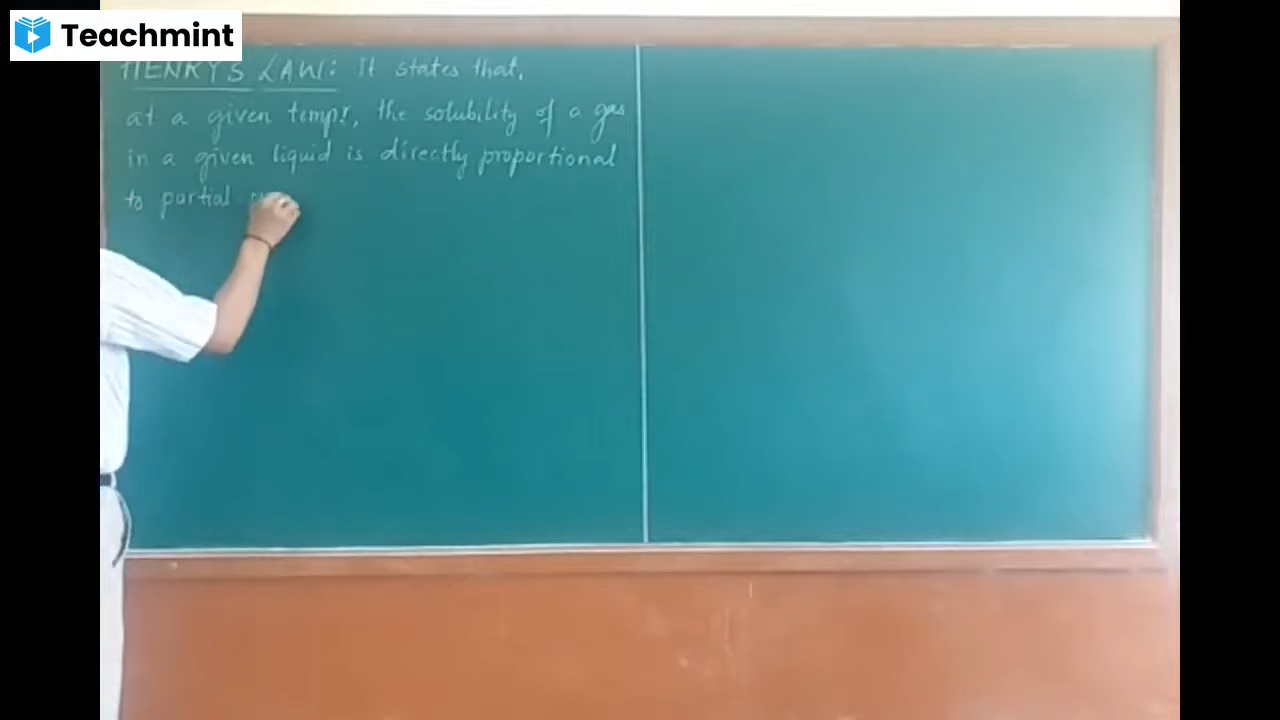 Teachmint
HENRYS LAW: It states that,
at a given tempr, the solubility of a gas
in a given liquid is directly proportional
to partial